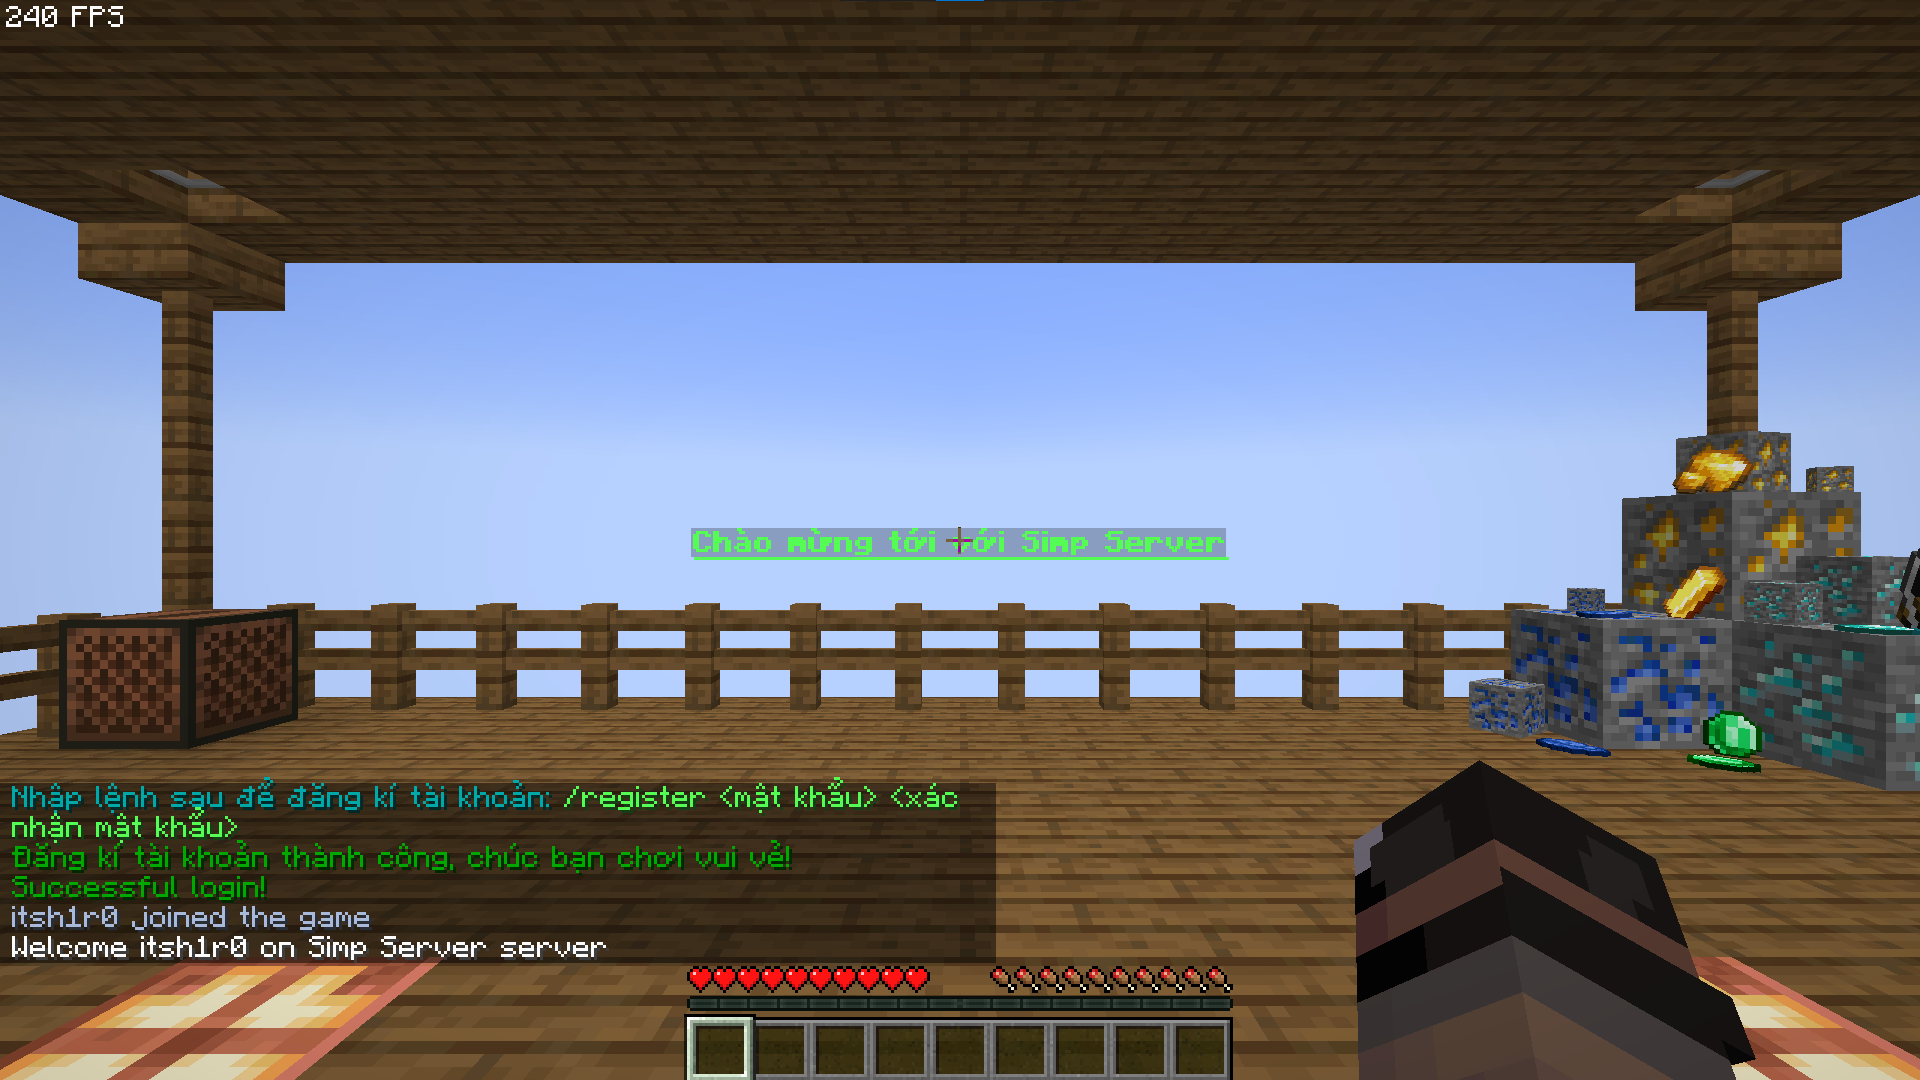 240 FPS
Chào mừng tới với Simp Server
Nhập lệnh sau để đăng kí tài khoản: /register <mật khẩu> <xác
nhận mật khẩu>
Đăng kí tài khoản thành công, chúc bạn chơi vui vẻ!
Successful login!
itsh1r0 joined the game
Welcome itsh1r0 on Simp Server server